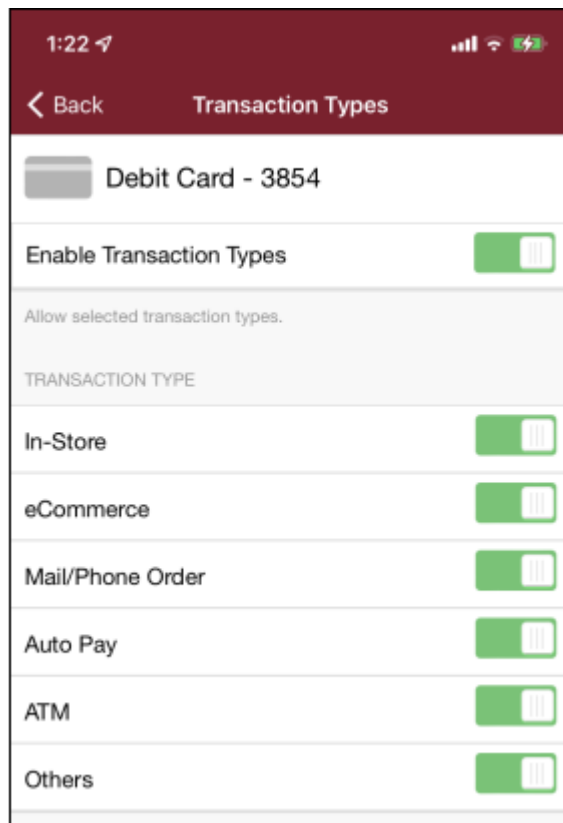 1:22
Back Transaction Types
Debit Card - 3854
Enable Transaction Types
Allow selected transaction types.
TRANSACTION TYPE
In-Store
eCommerce
Mail/Phone Order
Auto Pay
ATM
Others